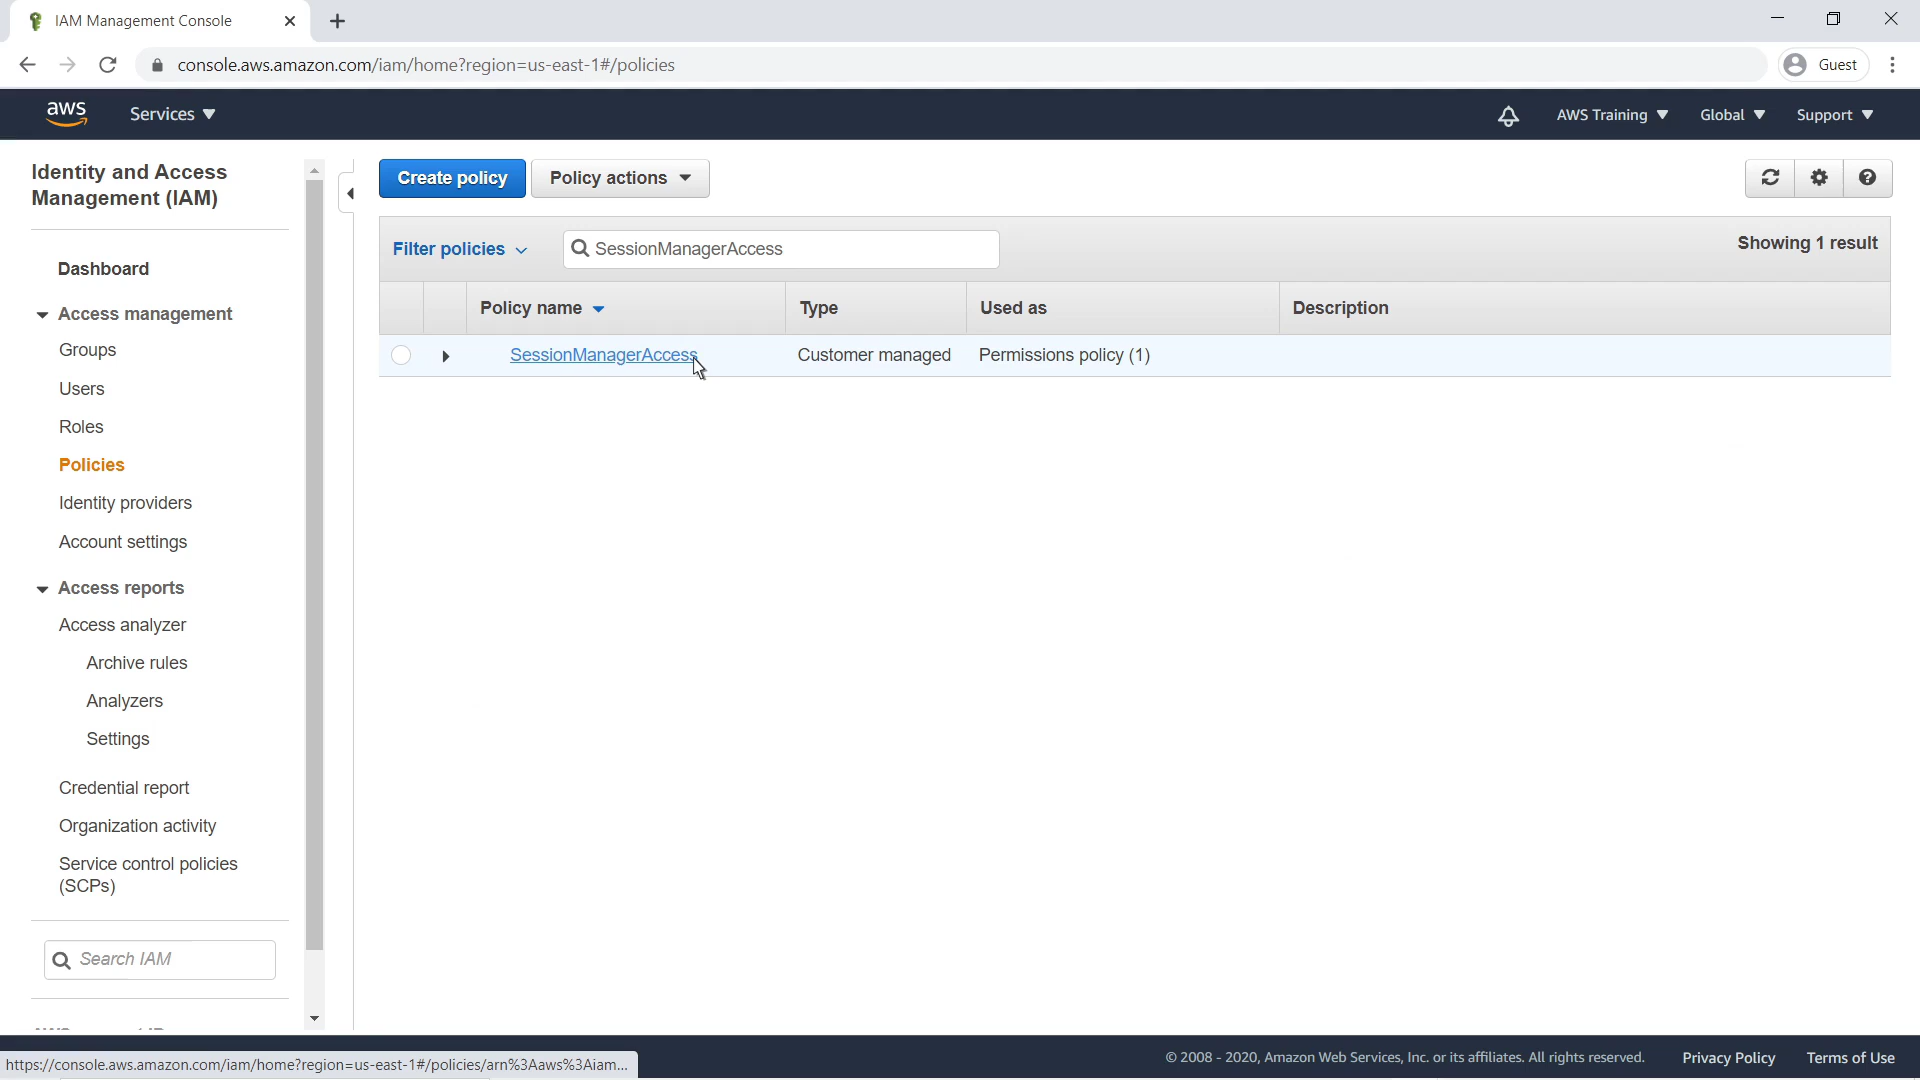 IAM Management Console
console.aws.amazon.com/iam/home?region=us-east-1#/policies
Guest
aws
Services
AWS Training
Global
Support
Identity and Access
Management (IAM)
Dashboard
Access management
Groups
Users
Roles
Policies
Identity providers
Account settings
Access reports
Access analyzer
Archive rules
Analyzers
Settings
Credential report
Organization activity
Service control policies
(SCPs)
Search IAM
Create policy
Policy actions
Filter policies
SessionManagerAccess
Showing 1 result
Policy name
Type
Used as
Description
SessionManagerAccess
Customer managed
Permissions policy (1)
https://console.aws.amazon.com/iam/home?region=us-east-1#/policies/arn%3Aaws%3Aiam...
© 2008 - 2020, Amazon Web Services, Inc. or its affiliates. All rights reserved.
Privacy Policy
Terms of Use